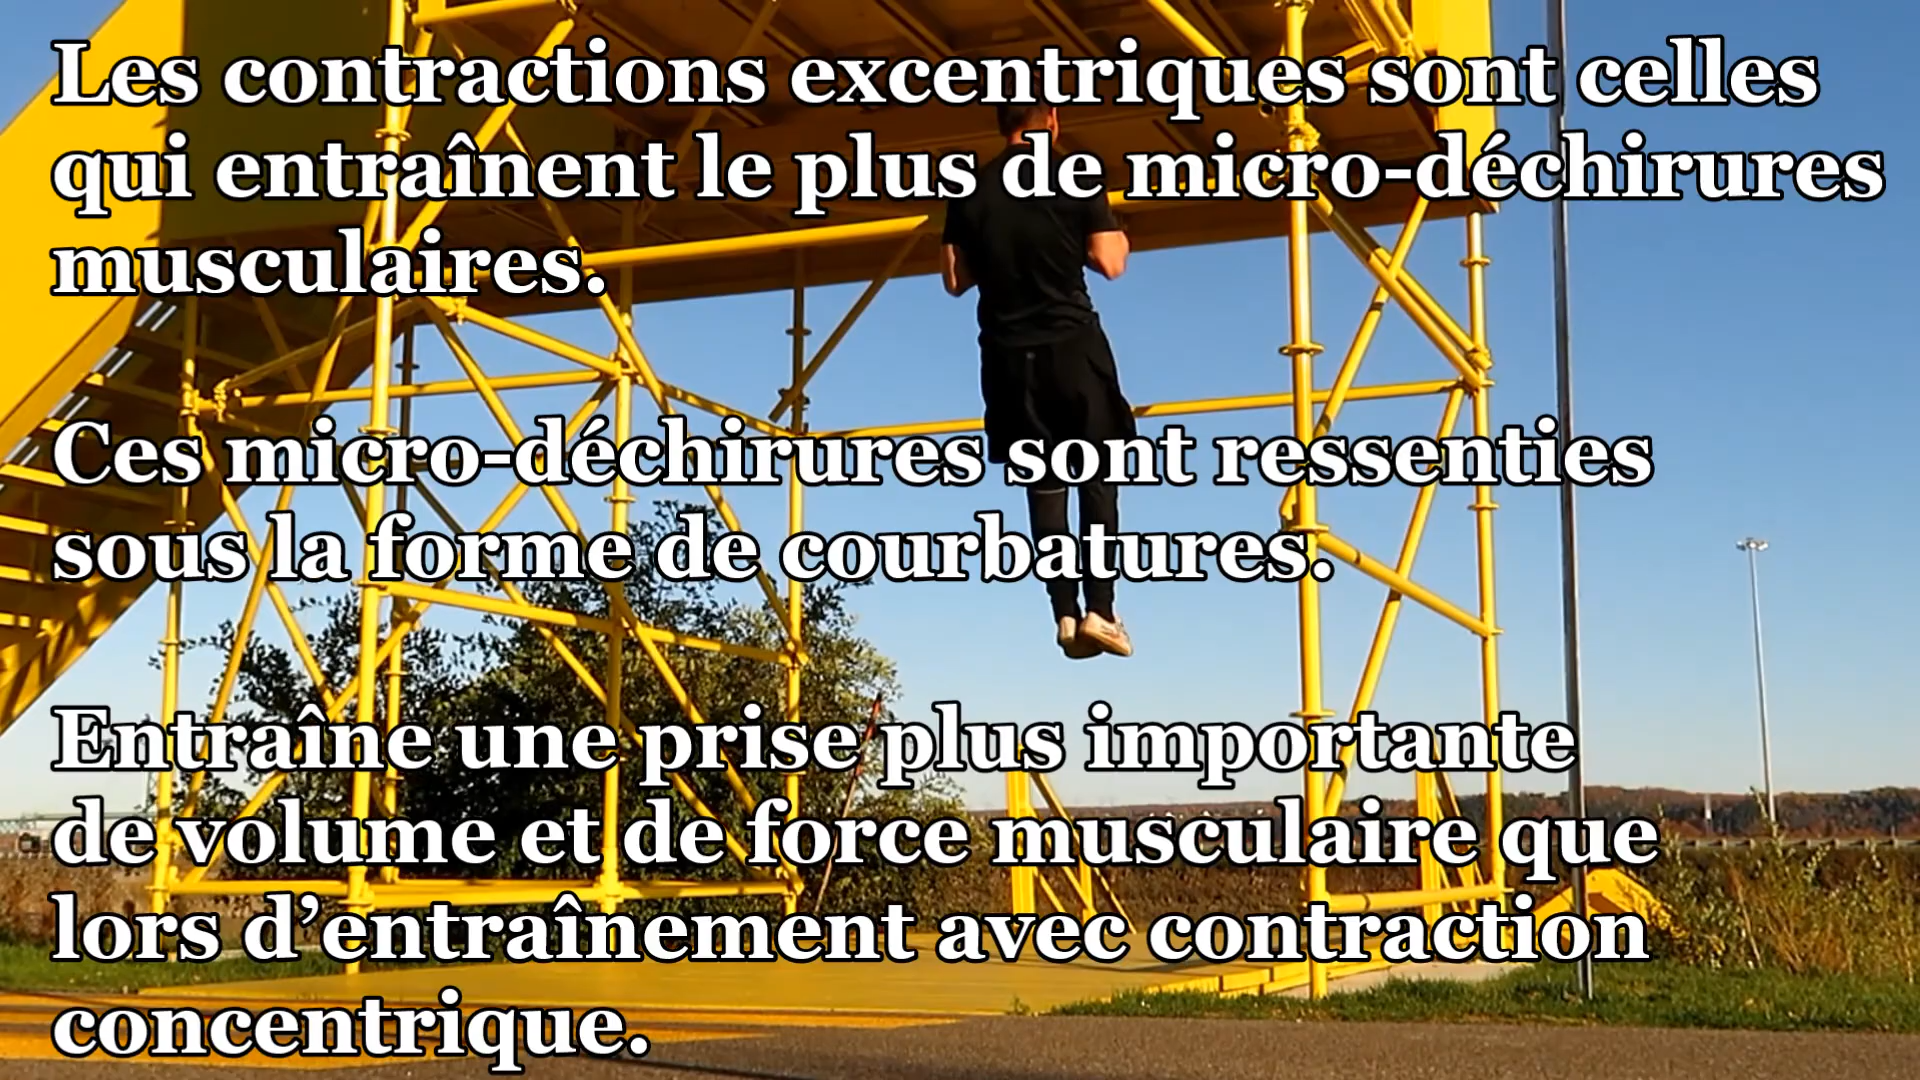 Les contractions excentriques sont celles
qui entraînent le plus de micro-déchirures
musculaires.
Ces micro-déchirures sont ressenties
sous la forme de courbatures.
Entraîne une prise plus importante
de volume et de force musculaire que
lors d’entraînement avec contraction
concentrique.